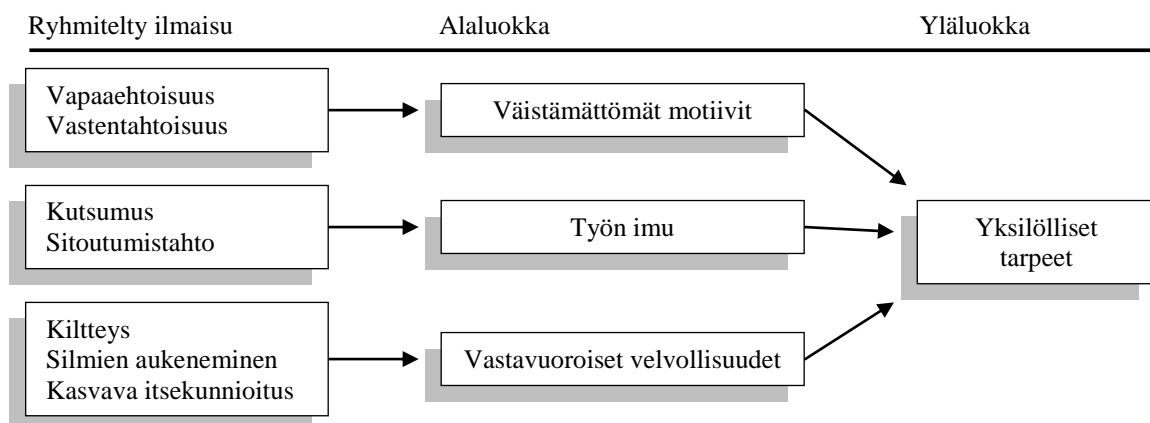 Ryhmitelty ilmaisu
Alaluokka
Yläluokka
Vapaaehtoisuus
Vastentahtoisuus
Väistämättömät motiivit
Kutsumus
Sitoutumistahto
Työn imu
Yksilölliset
tarpeet
Kiltteys
Silmien aukeneminen
Kasvava itsekunnioitus
Vastavuoroiset velvollisuudet